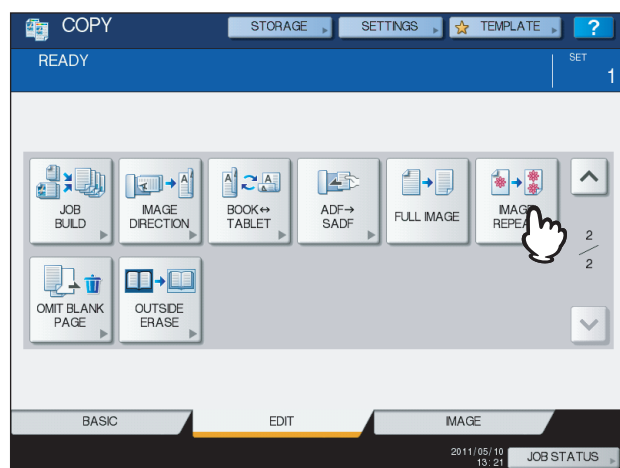 COPY
STORAGE
SETTINGS
TEMPLATE
?
READY
SET
1
JOB
BUILD
IMAGE
DIRECTION
BOOK↔
TABLET
ADF→
SADF
FULL IMAGE
IMAGE
REPEA
2
2
OMIT BLANK
PAGE
OUTSIDE
ERASE
BASIC
EDIT
IMAGE
2011/05/10
13:21
JOB STATUS